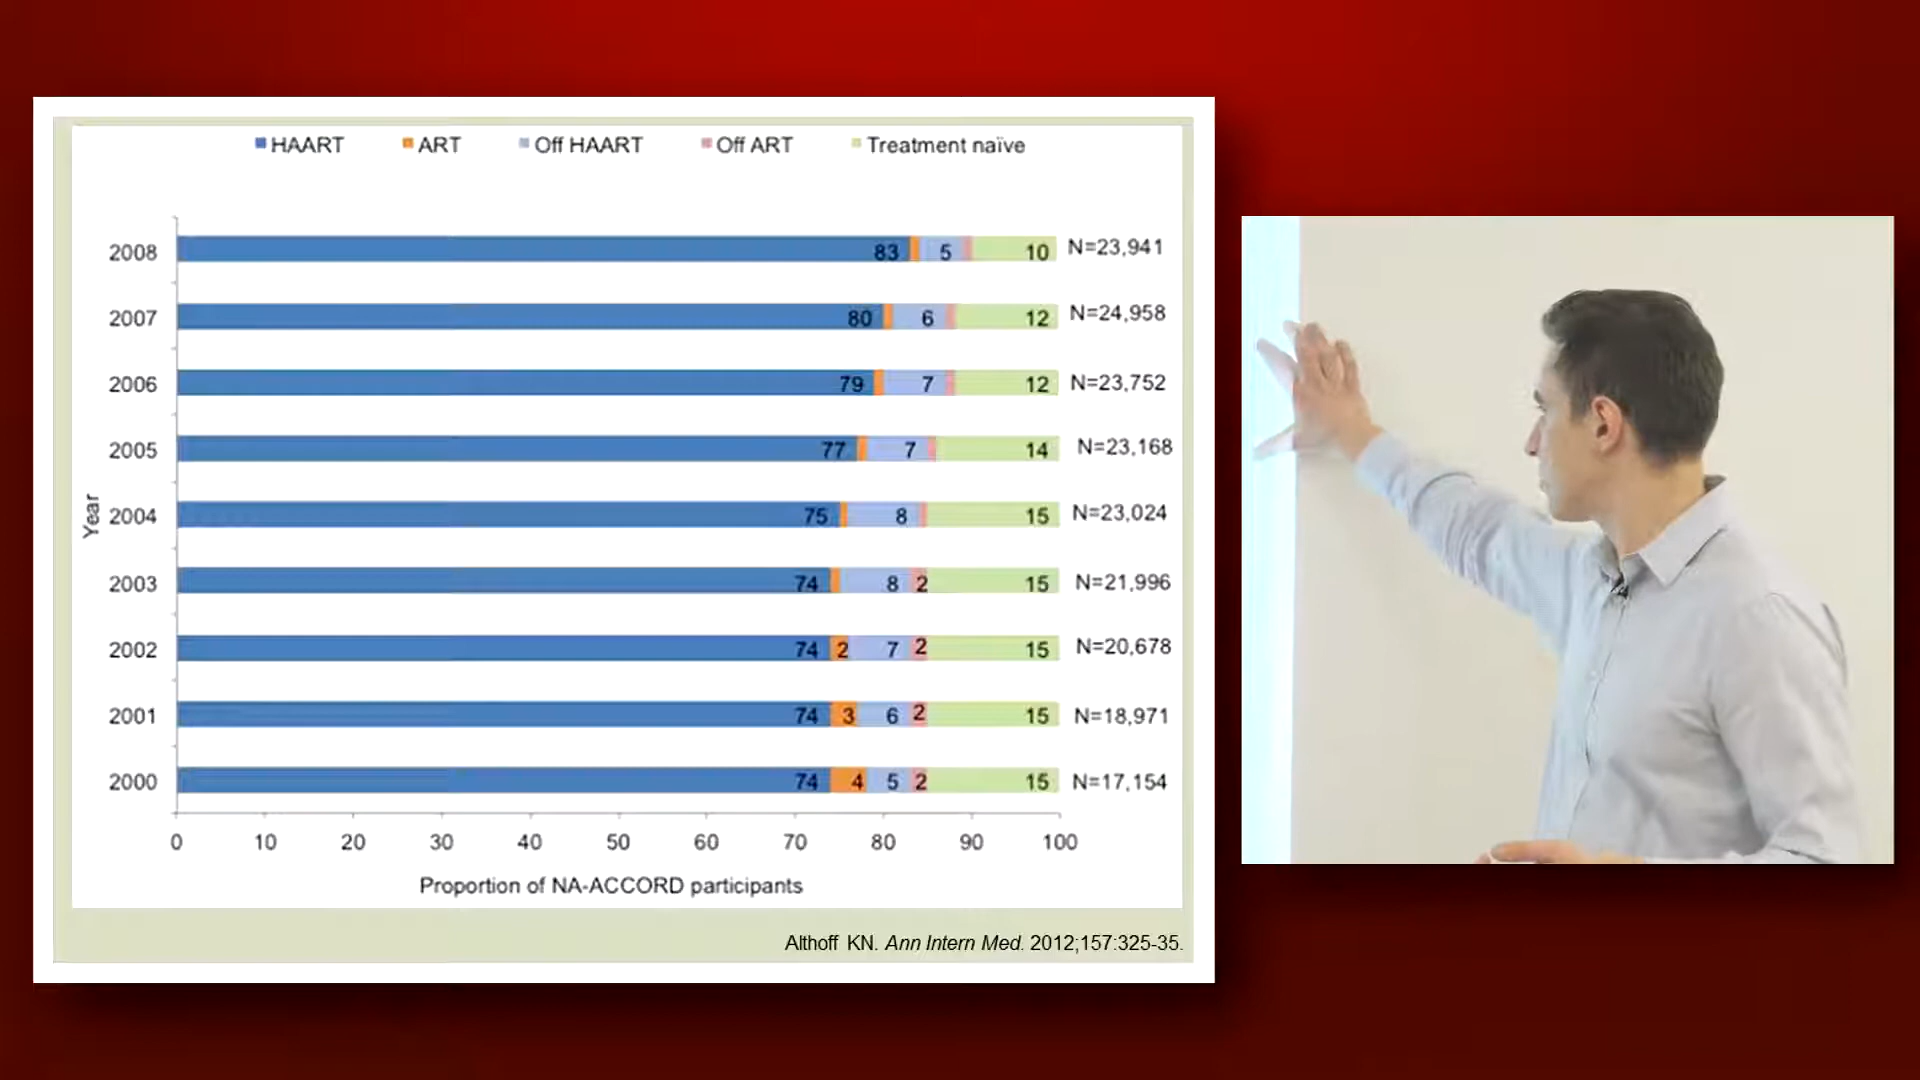 HAART ART Off HAART Off ART Treatment naïve
2008 83 5 10 N=23,941
2007 80 6 12 N=24,958
2006 79 7 12 N=23,752
2005 77 7 14 N=23,168
2004 75 8 15 N=23,024
2003 74 8 2 15 N=21,996
2002 74 2 7 2 15 N=20,678
2001 74 3 6 2 15 N=18,971
2000 74 4 5 2 15 N=17,154
Year
0 10 20 30 40 50 60 70 80 90 100
Proportion of NA-ACCORD participants
Althoff KN. Ann Intern Med. 2012;157:325-35.